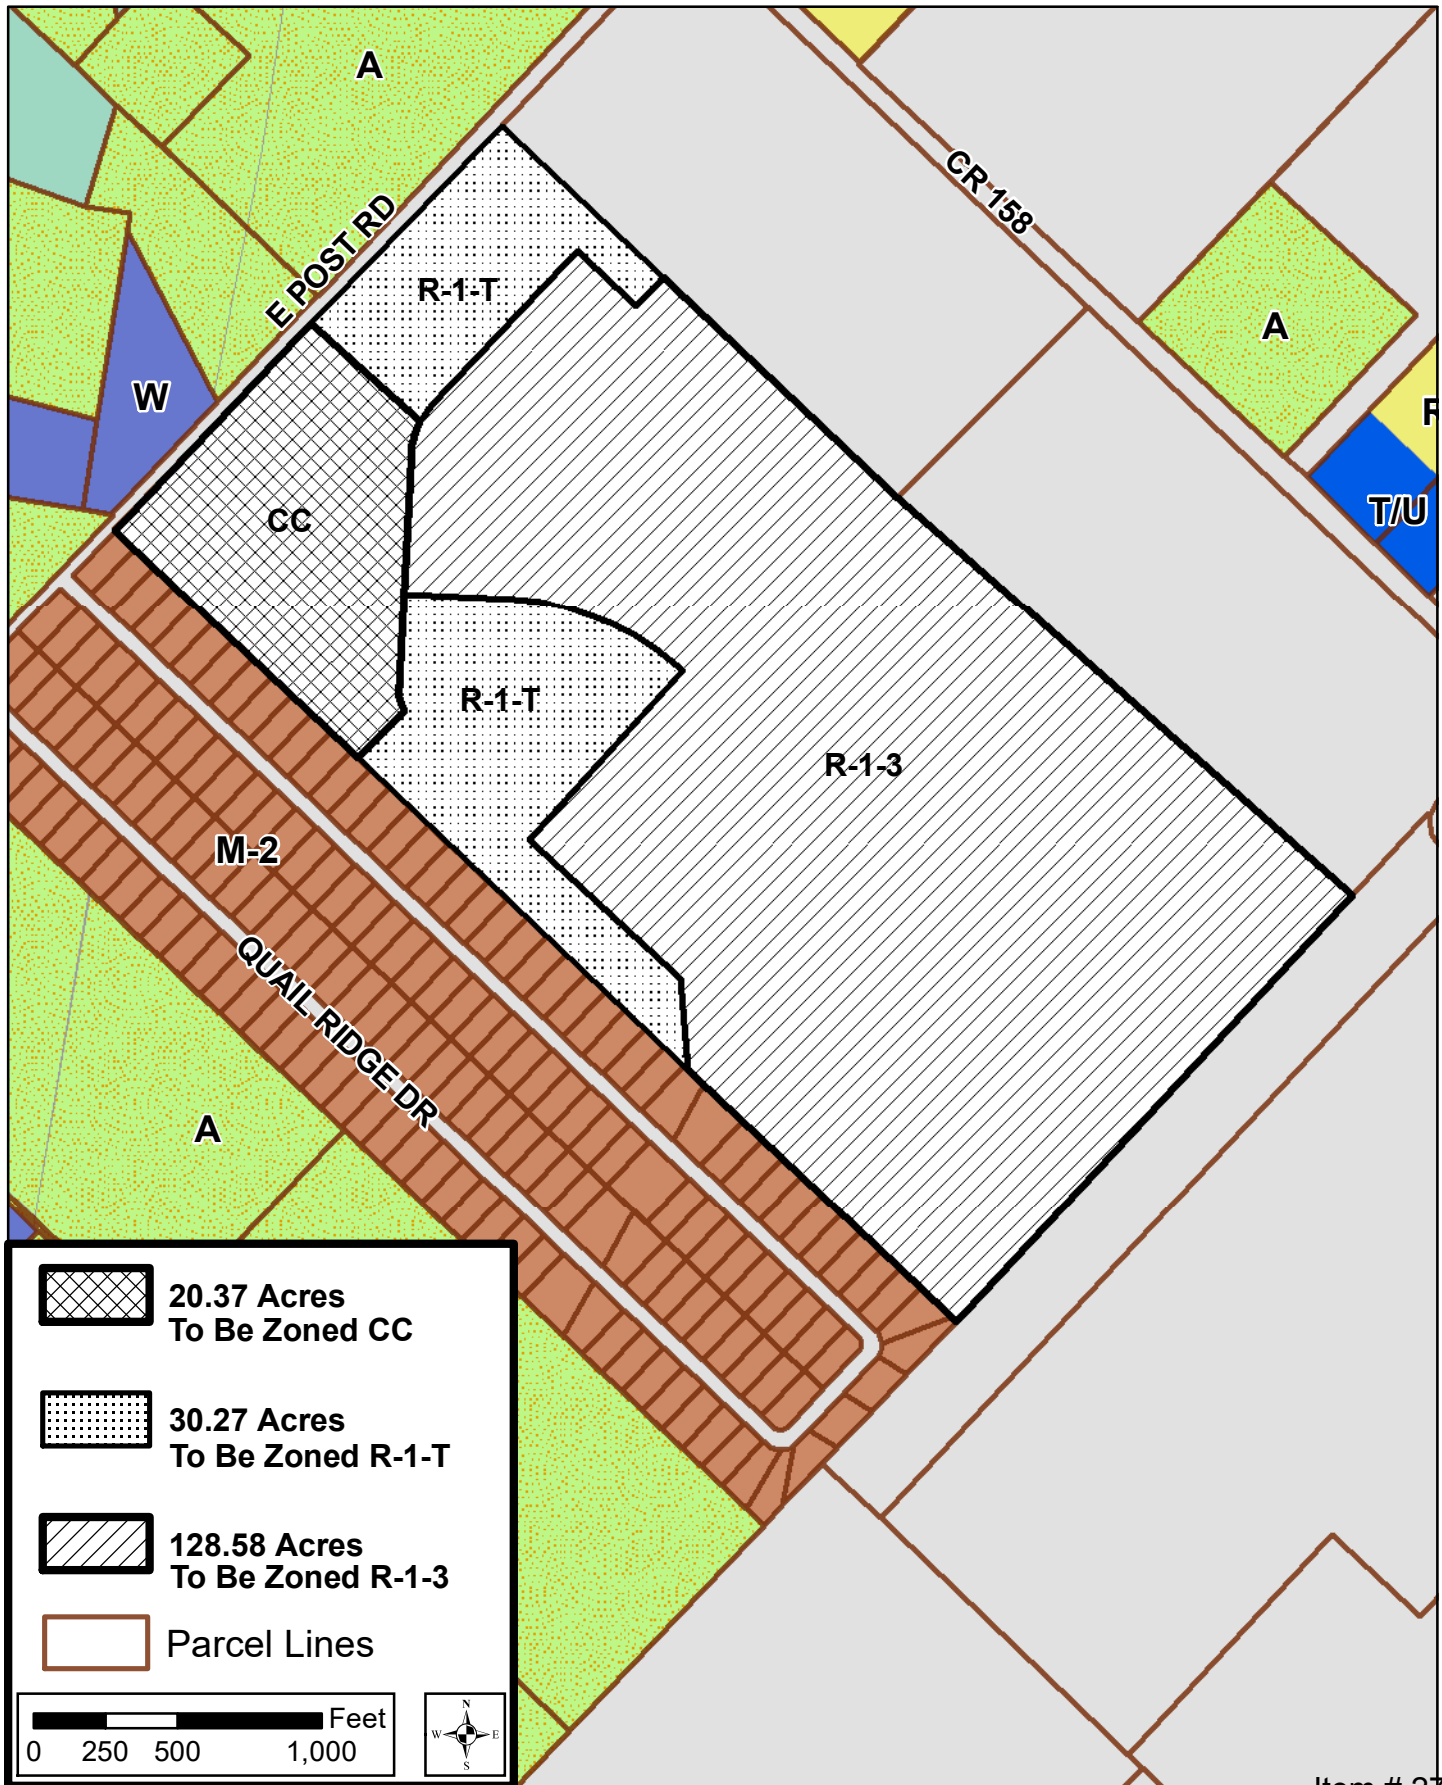 A
E POST RD
CR 158
R-1-T
A
W
R
CC
T/U
R-1-T
R-1-3
M-2
QUAIL RIDGE DR
A
20.37 Acres
To Be Zoned CC
30.27 Acres
To Be Zoned R-1-T
128.58 Acres
To Be Zoned R-1-3
Parcel Lines
Feet
0 250 500 1,000
N
W E
S
Item # 27